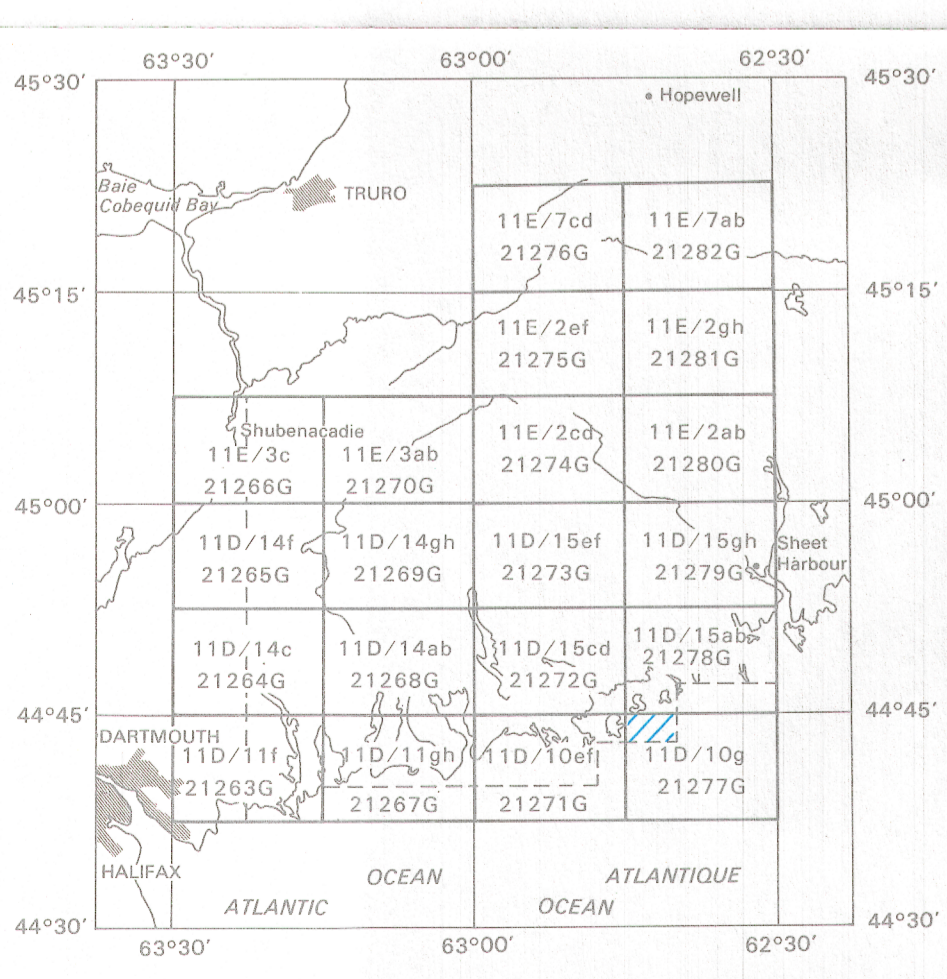 63°30′ 63°00′ 62°30′
45°30′ 45°30′
• Hopewell
Baie
Cobequid Bay
TRURO
11E/7cd 11E/7ab
21276G 21282G
45°15′ 45°15′
11E/2ef 11E/2gh
21275G 21281G
Shubenacadie
11E/2cd 11E/2ab
21274G 21280G
11E/3c 11E/3ab
21266G 21270G
45°00′ 45°00′
11D/14f 11D/14gh 11D/15ef 11D/15gh
21265G 21269G 21273G 21279G
Sheet
Harbour
11D/14c 11D/14ab 11D/15cd 11D/15ab
21264G 21268G 21272G 21278G
44°45′ 44°45′
DARTMOUTH
11D/11f 11D/11gh 11D/10ef 11D/10g
21263G 21267G 21271G 21277G
HALIFAX
OCEAN ATLANTIQUE
ATLANTIC OCEAN
44°30′ 44°30′
63°30′ 63°00′ 62°30′